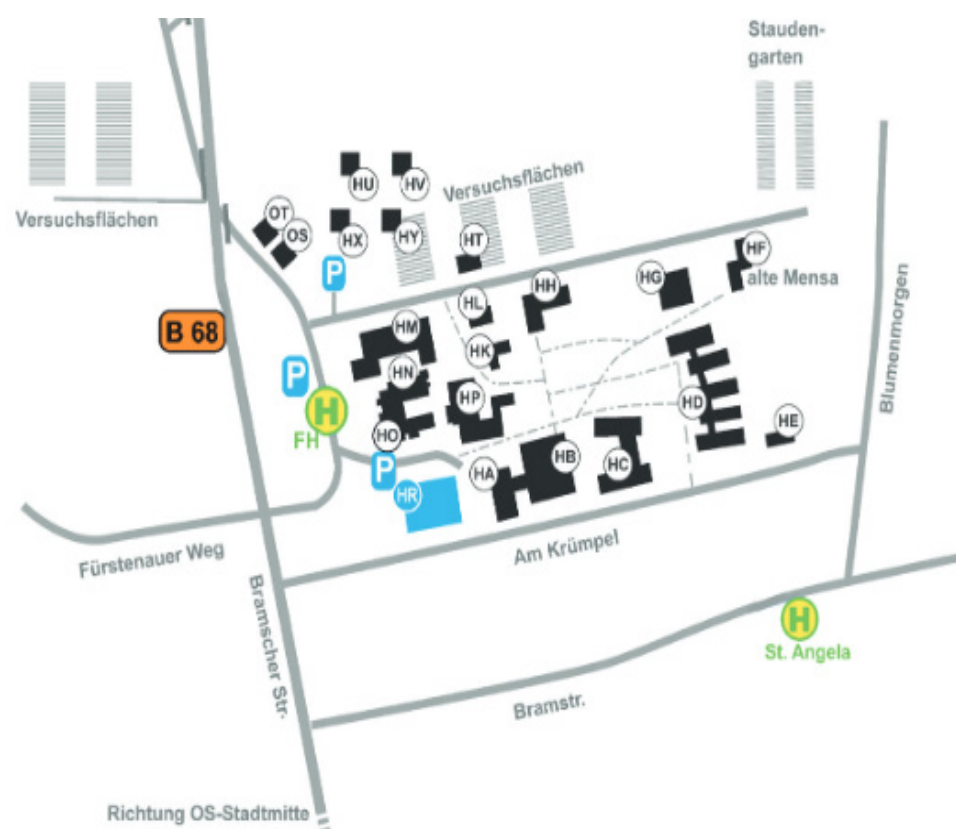 Stauden-
garten
HU
HV
Versuchsflächen
Versuchsflächen
OT
OS
HX
HY
HT
HF
alte Mensa
P
HG
HH
HL
Blumenmorgen
B 68
HM
HK
HN
P
H
FH
HP
HD
HO
HE
P
HR
HA
HB
HC
Fürstenauer Weg
Am Krümpel
Bramscher Str.
H
St. Angela
Bramstr.
Richtung OS-Stadtmitte